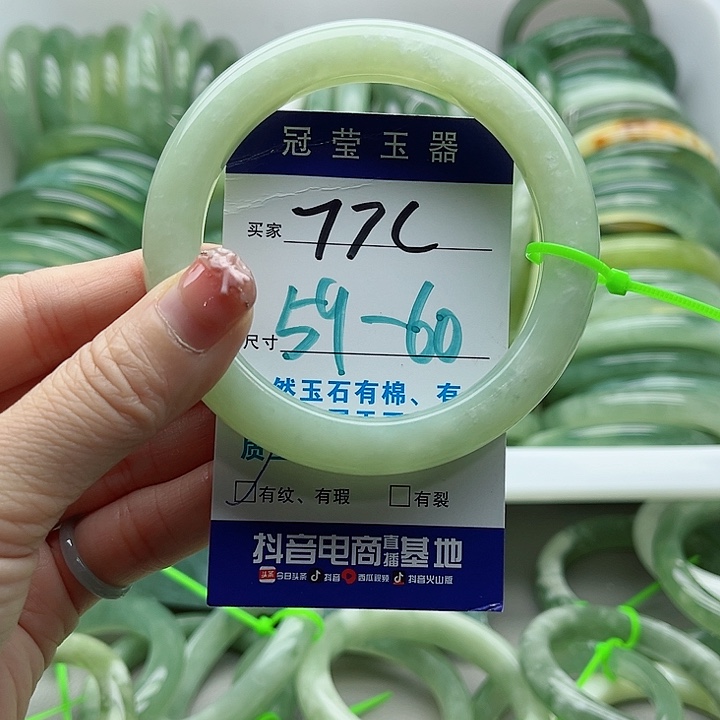 冠莹玉器
买家 77C
尺寸 59-60
然玉石有棉、有
质
有纹、有瑕 有裂
抖音电商直播基地
头条 今日头条 抖音 西瓜视频 抖音火山版